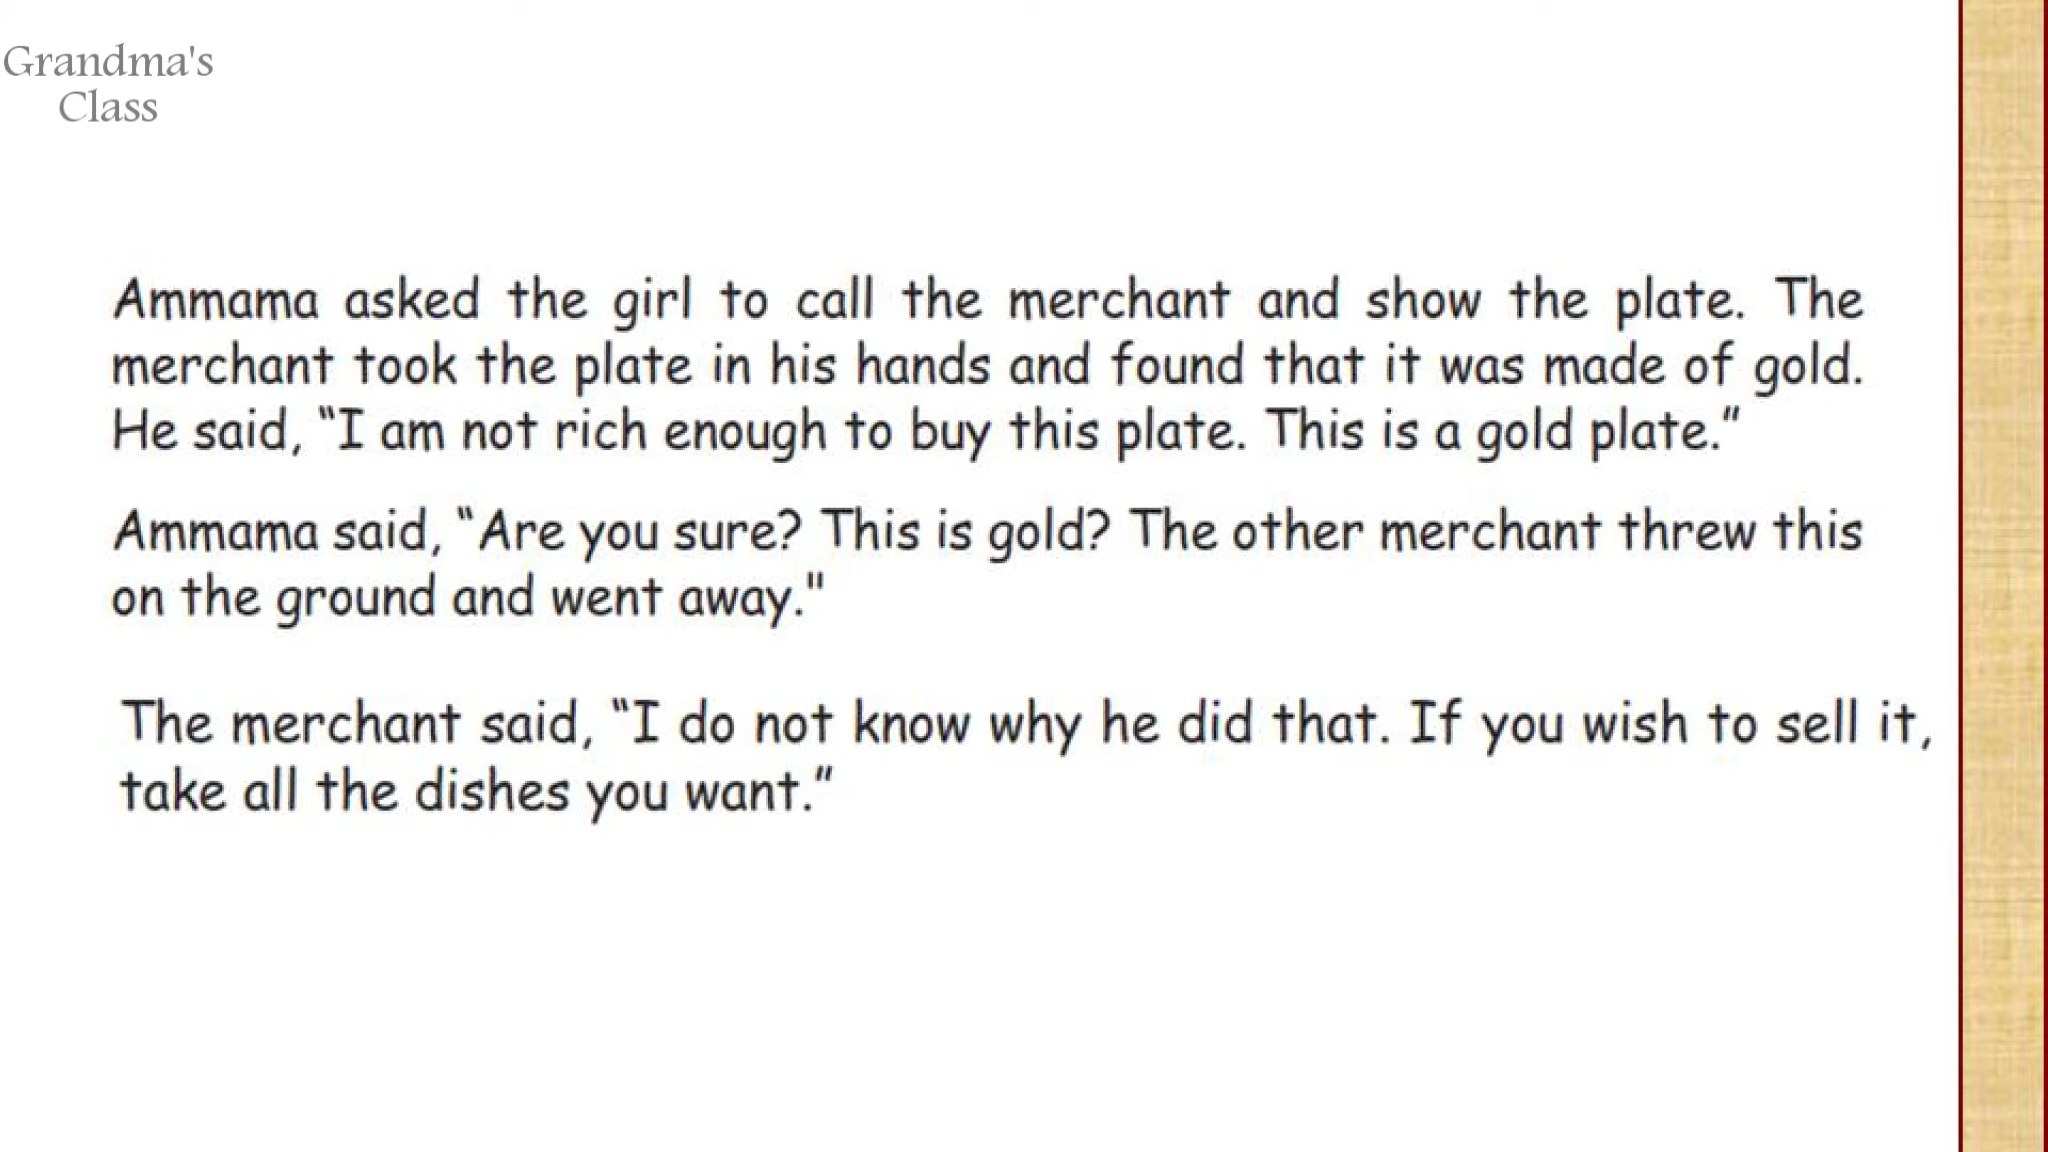 Grandma's
Class
Ammama asked the girl to call the merchant and show the plate. The
merchant took the plate in his hands and found that it was made of gold.
He said, “I am not rich enough to buy this plate. This is a gold plate.”
Ammama said, “Are you sure? This is gold? The other merchant threw this
on the ground and went away."
The merchant said, “I do not know why he did that. If you wish to sell it,
take all the dishes you want.”